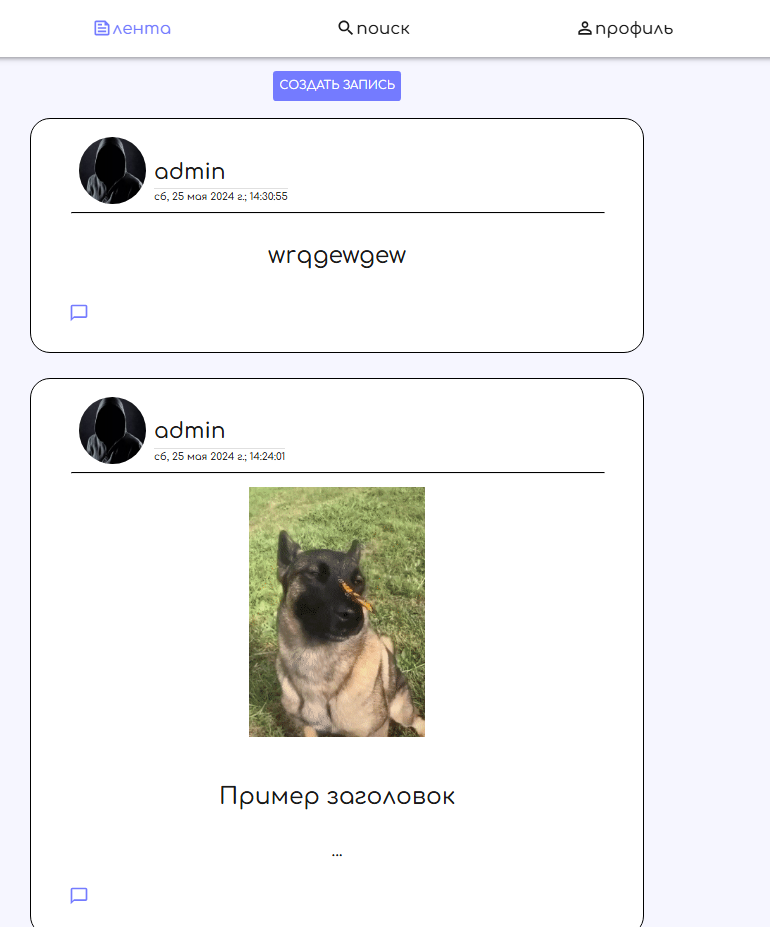 лента поиск профиль
СОЗДАТЬ ЗАПИСЬ
admin
сб, 25 мая 2024 г.; 14:30:55
wrqgewgew
admin
сб, 25 мая 2024 г.; 14:24:01
Пример заголовок
...